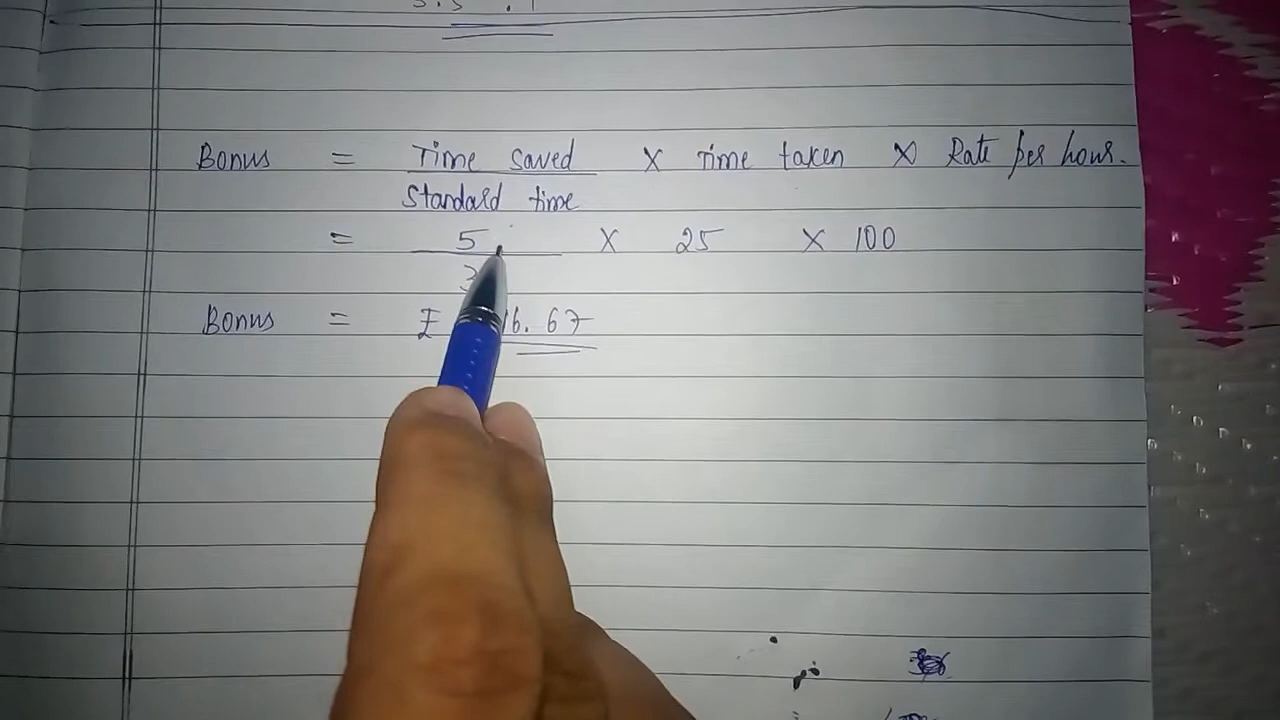 Bonus = Time saved × Time taken × Rate per hour.
Standard time
= 5 × 25 × 100
Bonus = ₹ 16.67